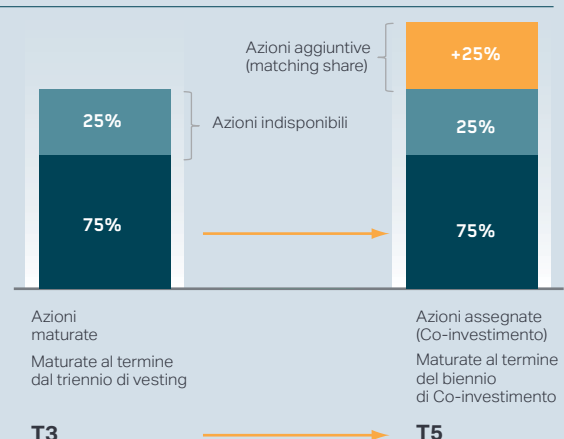 Azioni aggiuntive
(matching share)
+25%
25%
Azioni indisponibili
25%
75%
75%
Azioni
maturate
Maturate al termine
dal triennio di vesting
T3
Azioni assegnate
(Co-investimento)
Maturate al termine
del biennio
di Co-investimento
T5